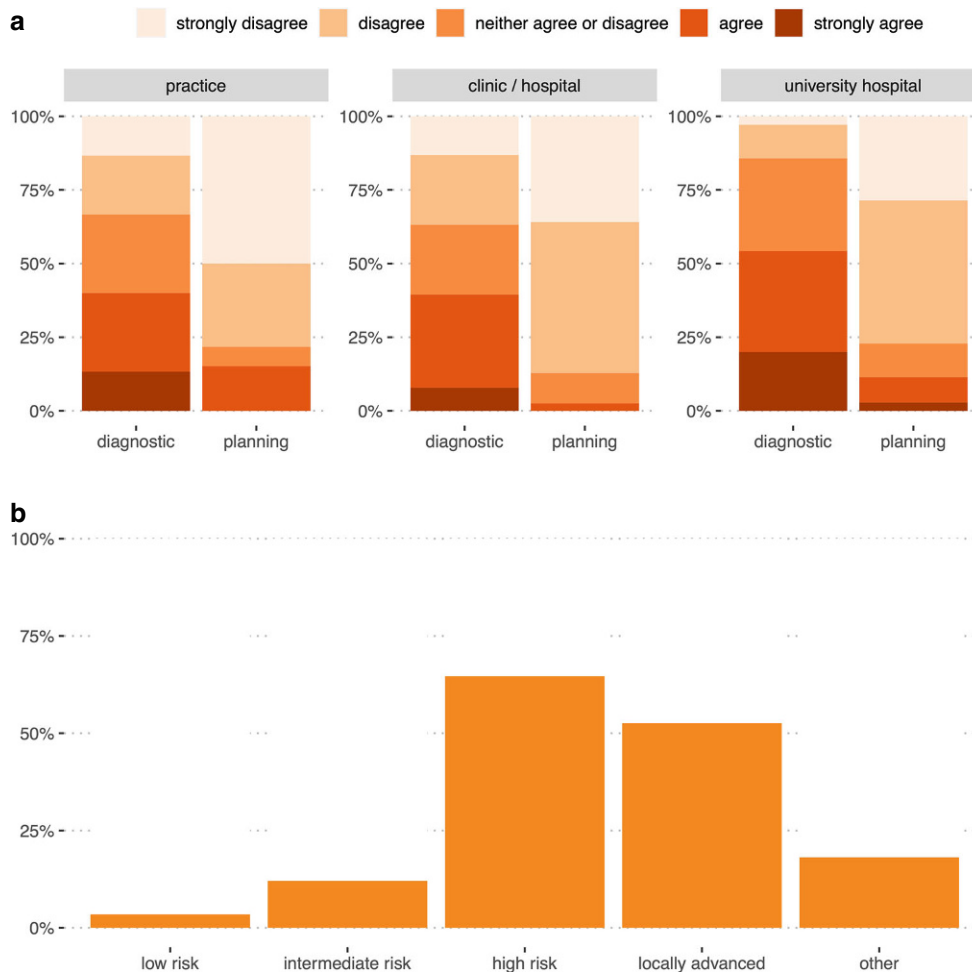 a strongly disagree disagree neither agree or disagree agree strongly agree
practice clinic / hospital university hospital
100% 100% 100%
75% 75% 75%
50% 50% 50%
25% 25% 25%
0% 0% 0%
diagnostic planning diagnostic planning diagnostic planning
b
100%
75%
50%
25%
0%
low risk intermediate risk high risk locally advanced other